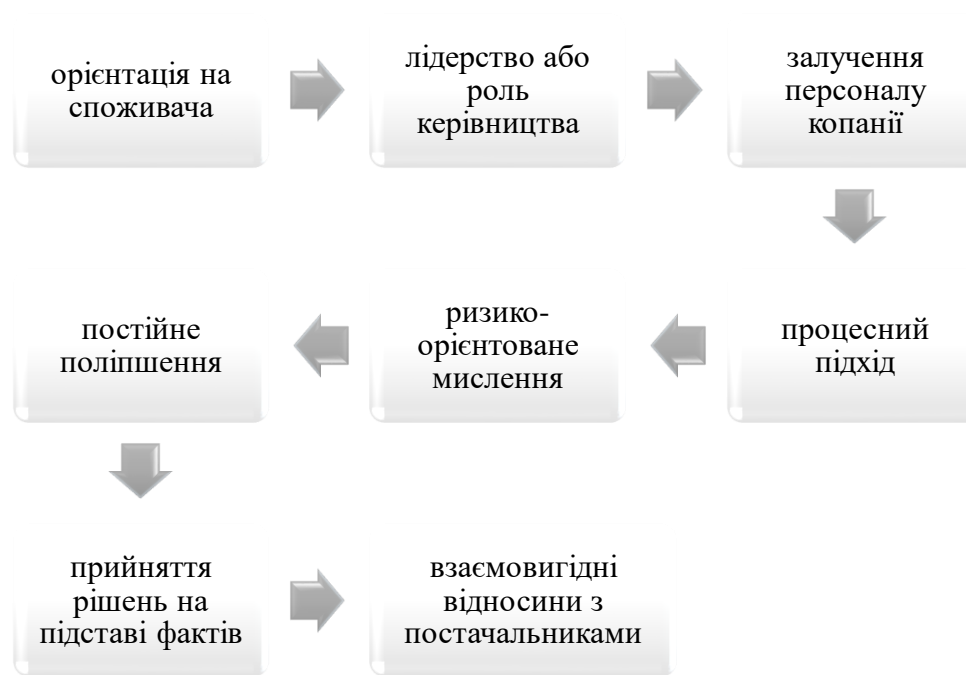 орієнтація на
споживача
лідерство або
роль
керівництва
залучення
персоналу
копанії
процесний
підхід
ризико-
орієнтоване
мислення
постійне
поліпшення
прийняття
рішень на
підставі фактів
взаємовигідні
відносини з
постачальниками